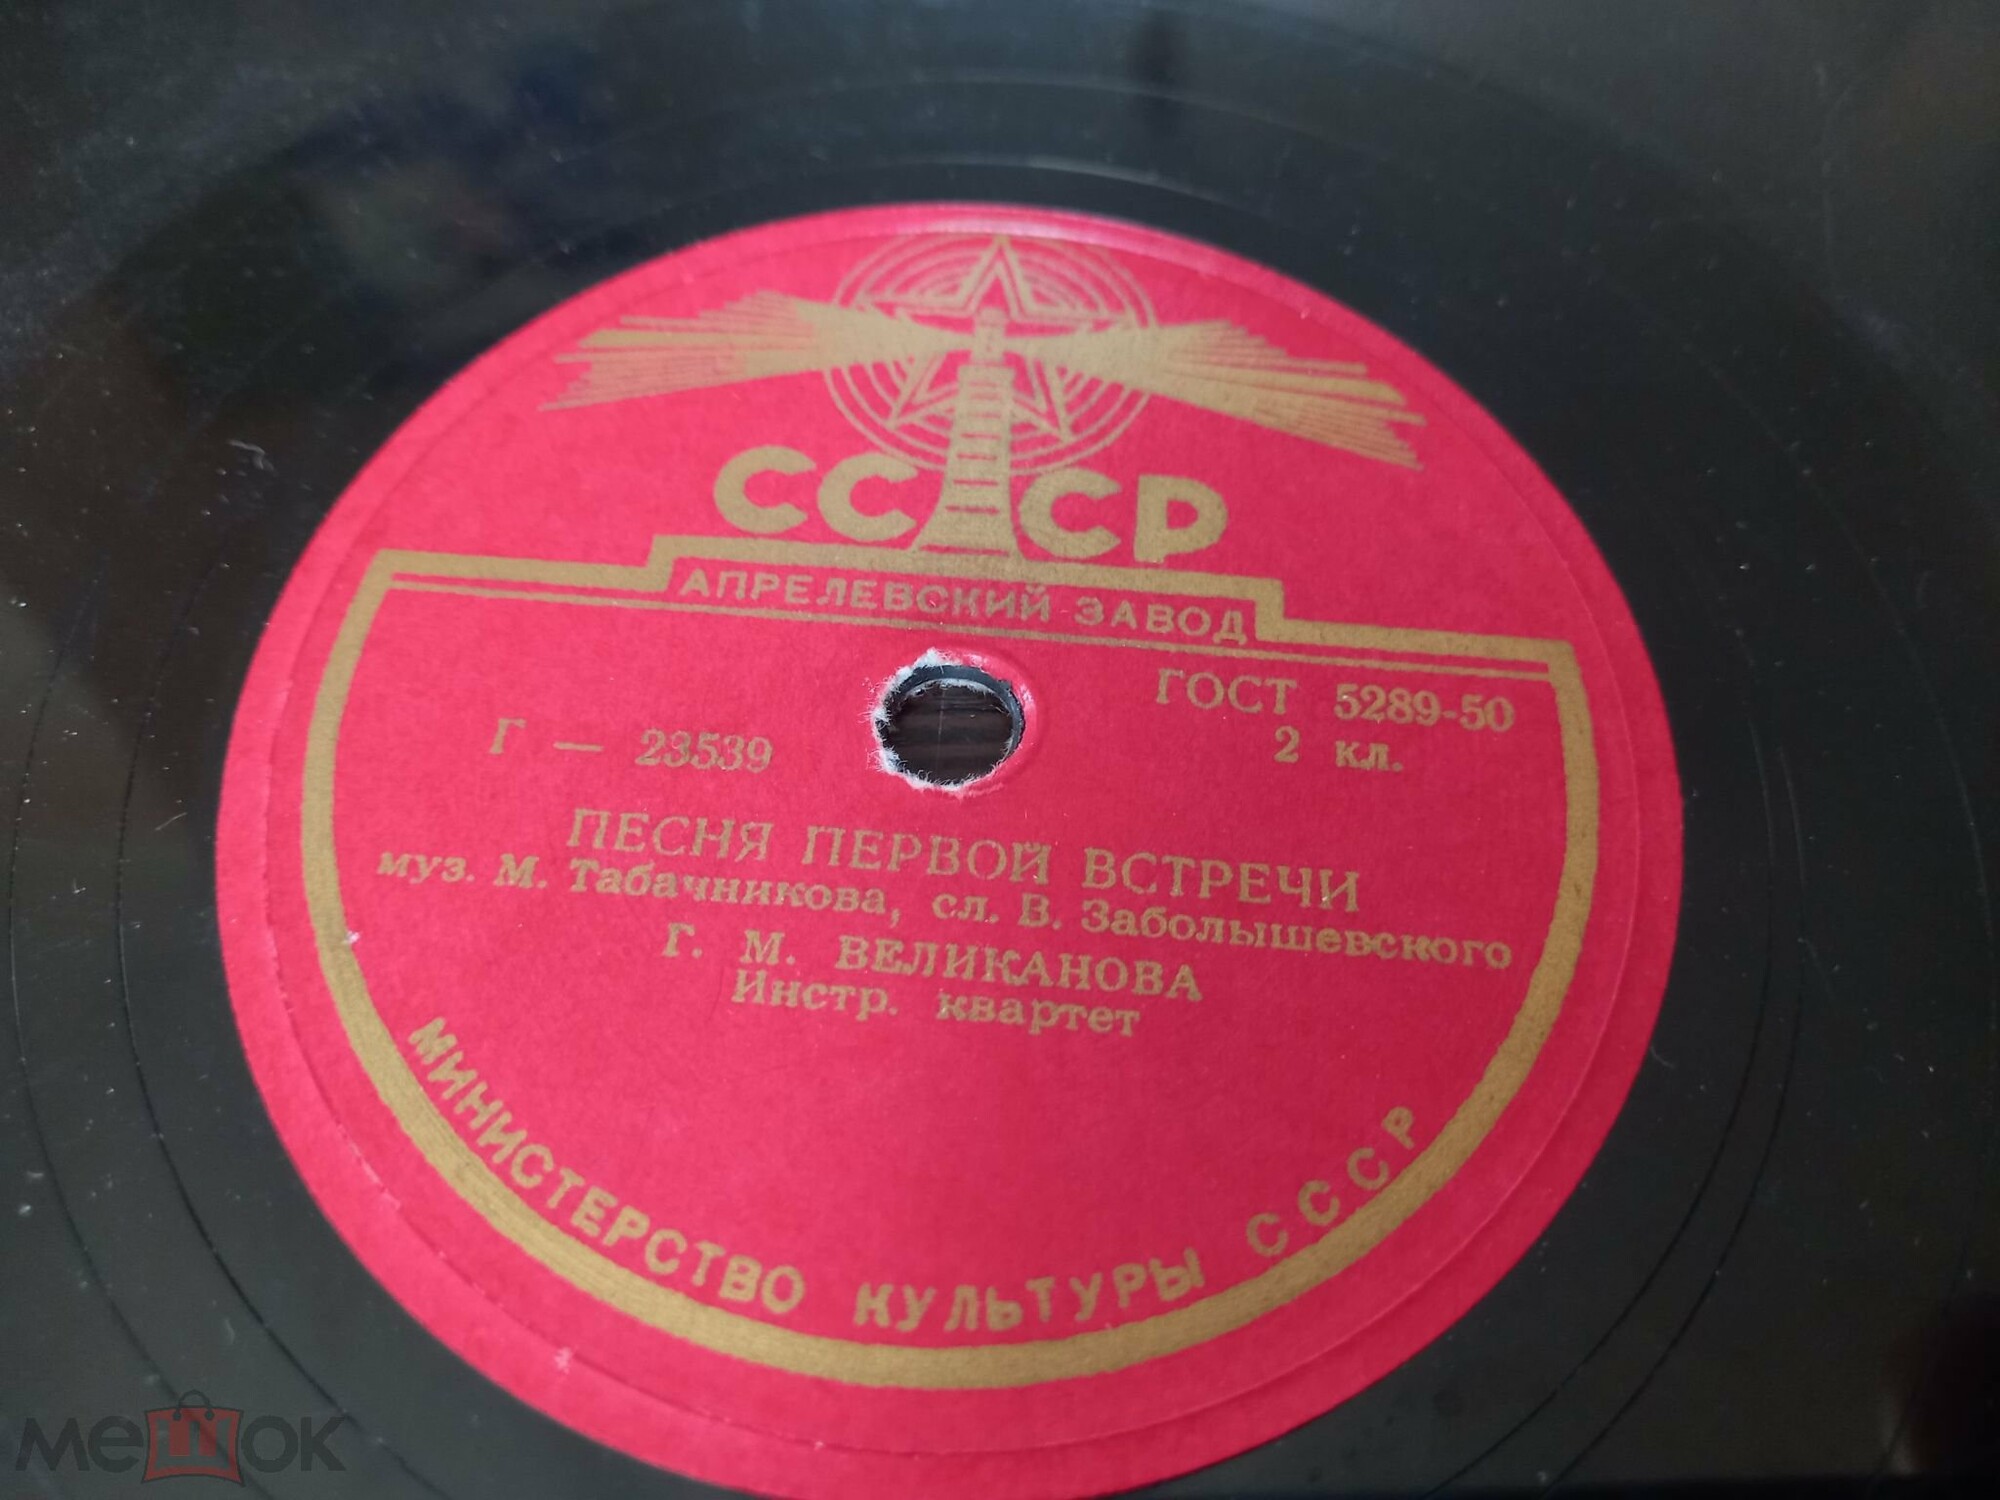 СССР
АПРЕЛЕВСКИЙ ЗАВОД
ГОСТ 5289-50
Г — 23539
2 кл.
ПЕСНЯ ПЕРВОЙ ВСТРЕЧИ
муз. М. Табачникова, сл. В. Заболышевского
Г. М. ВЕЛИКАНОВА
Инстр. квартет
МИНИСТЕРСТВО КУЛЬТУРЫ СССР
мешок